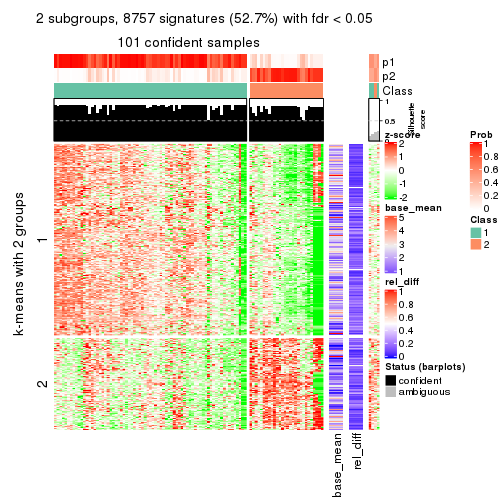 2 subgroups, 8757 signatures (52.7%) with fdr < 0.05
101 confident samples
p1
p2
Class
1
0.5
0
Silhouette
score
k-means with 2 groups
1
2
base_mean
rel_diff
z-score
2
1
0
-1
-2
base_mean
5
4
3
2
1
rel_diff
1
0.8
0.6
0.4
0.2
0
Status (barplots)
confident
ambiguous
Prob
1
0.8
0.6
0.4
0.2
0
Class
1
2